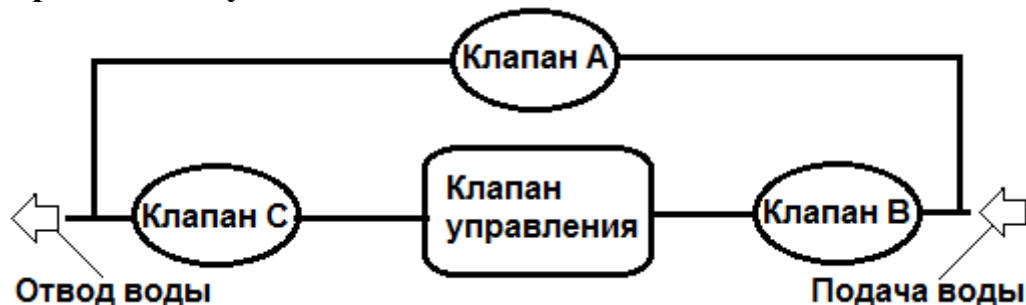 Клапан А
Клапан С
Клапан
управления
Клапан В
Отвод воды
Подача воды